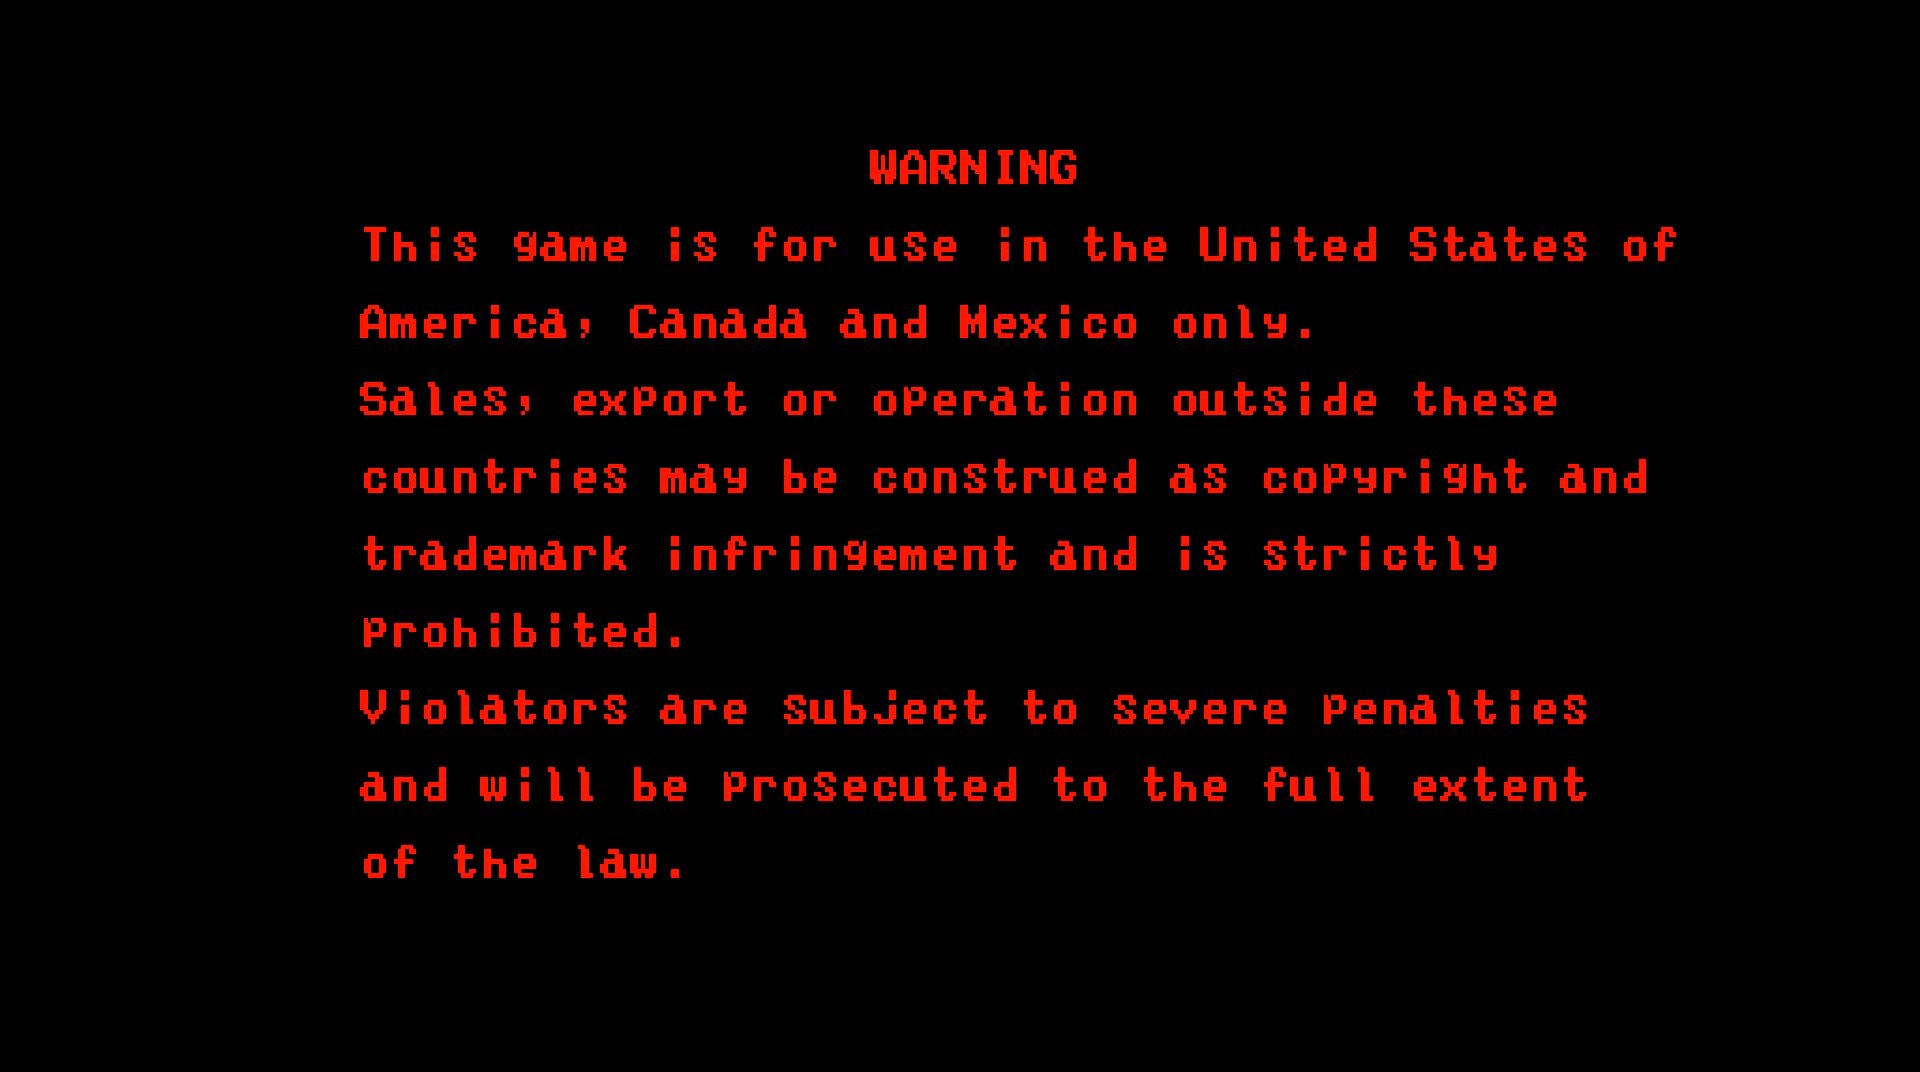 WARNING
This game is for use in the United States of
America, Canada and Mexico only.
Sales, export or operation outside these
countries may be construed as copyright and
trademark infringement and is strictly
prohibited.
Violators are subject to severe penalties
and will be prosecuted to the full extent
of the law.